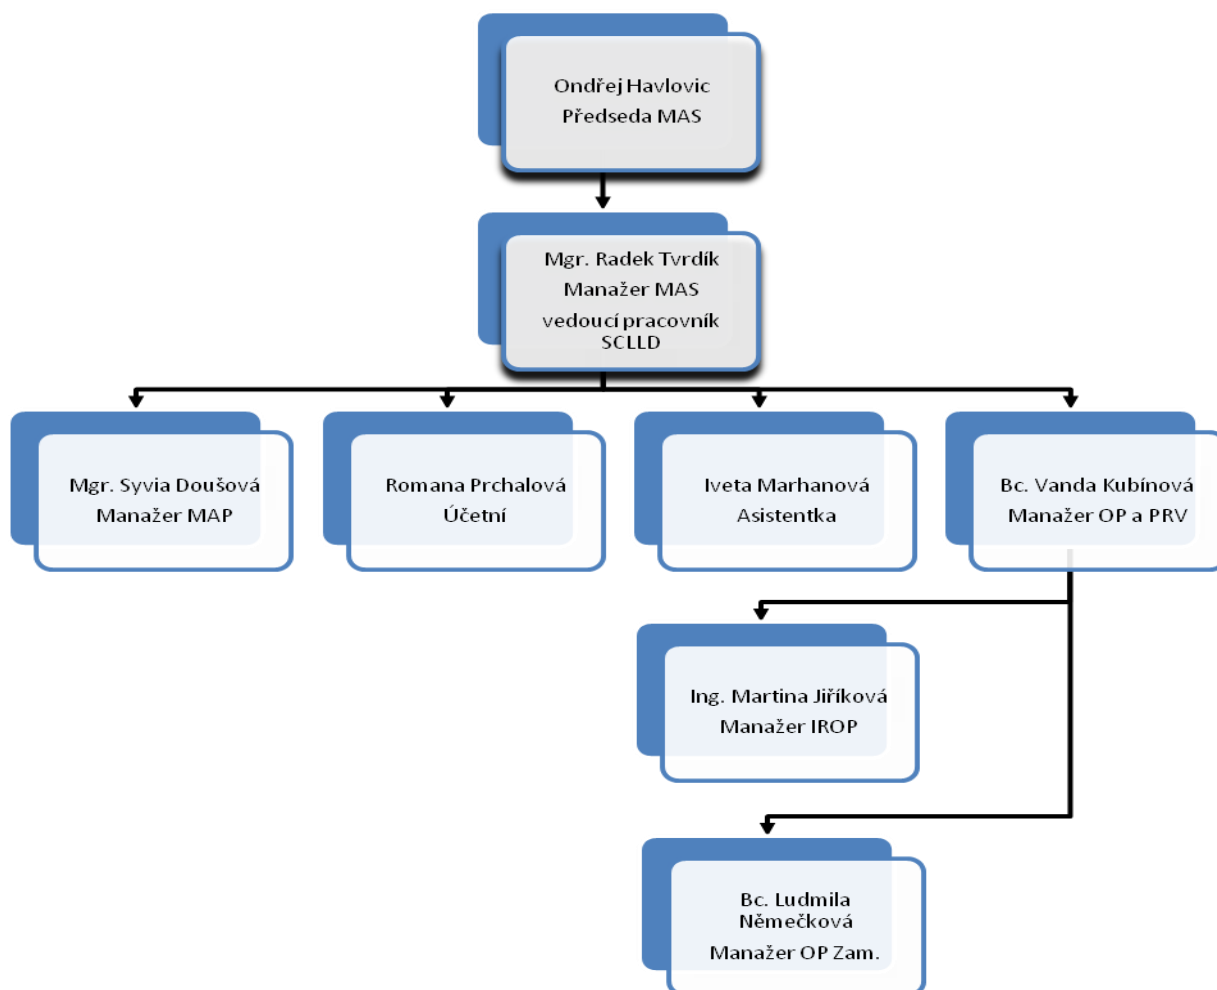 Ondřej Havlovic
Předseda MAS
Mgr. Radek Tvrdík
Manažer MAS
vedoucí pracovník
SCLLD
Mgr. Syvia Doušová
Manažer MAP
Romana Prchalová
Účetní
Iveta Marhanová
Asistentka
Bc. Vanda Kubínová
Manažer OP a PRV
Ing. Martina Jiříková
Manažer IROP
Bc. Ludmila
Němečková
Manažer OP Zam.